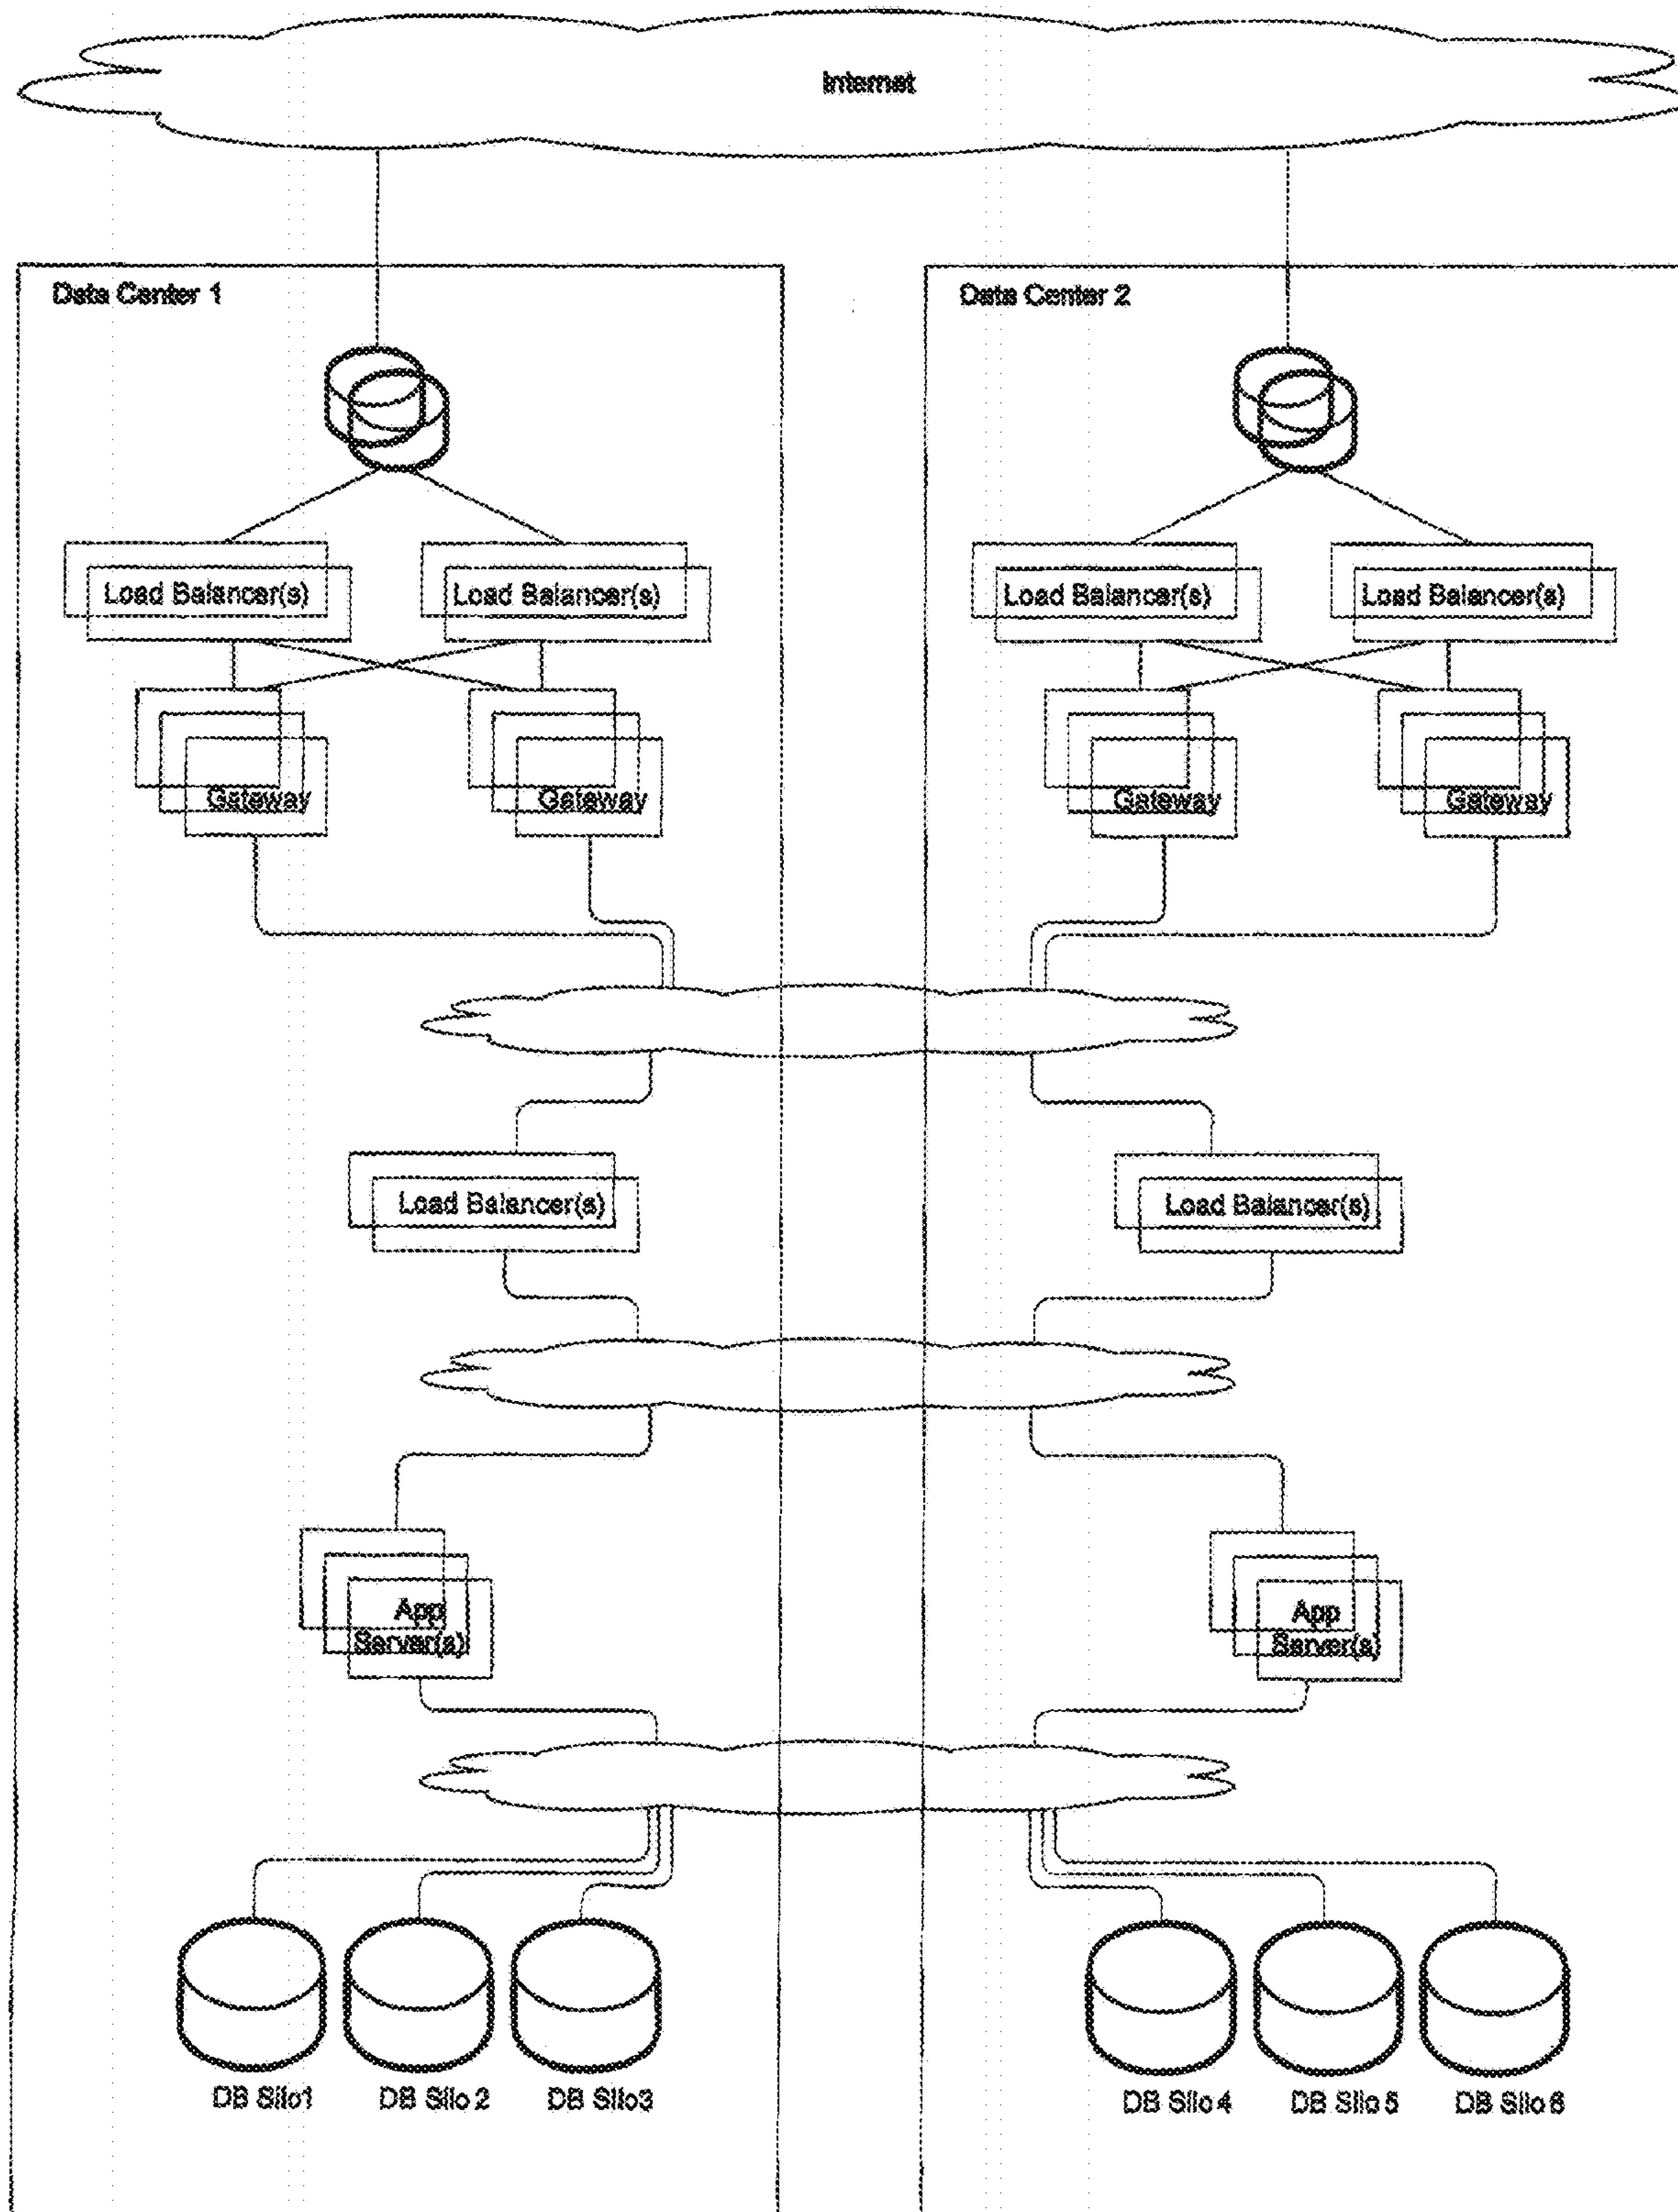 Internet
Data Center 1
Data Center 2
Load Balancer(s)
Load Balancer(s)
Load Balancer(s)
Load Balancer(s)
Gateway
Gateway
Gateway
Gateway
Load Balancer(s)
Load Balancer(s)
App
Server(s)
App
Server(s)
DB Silo1
DB Silo 2
DB Silo3
DB Silo 4
DB Silo 5
DB Silo 6